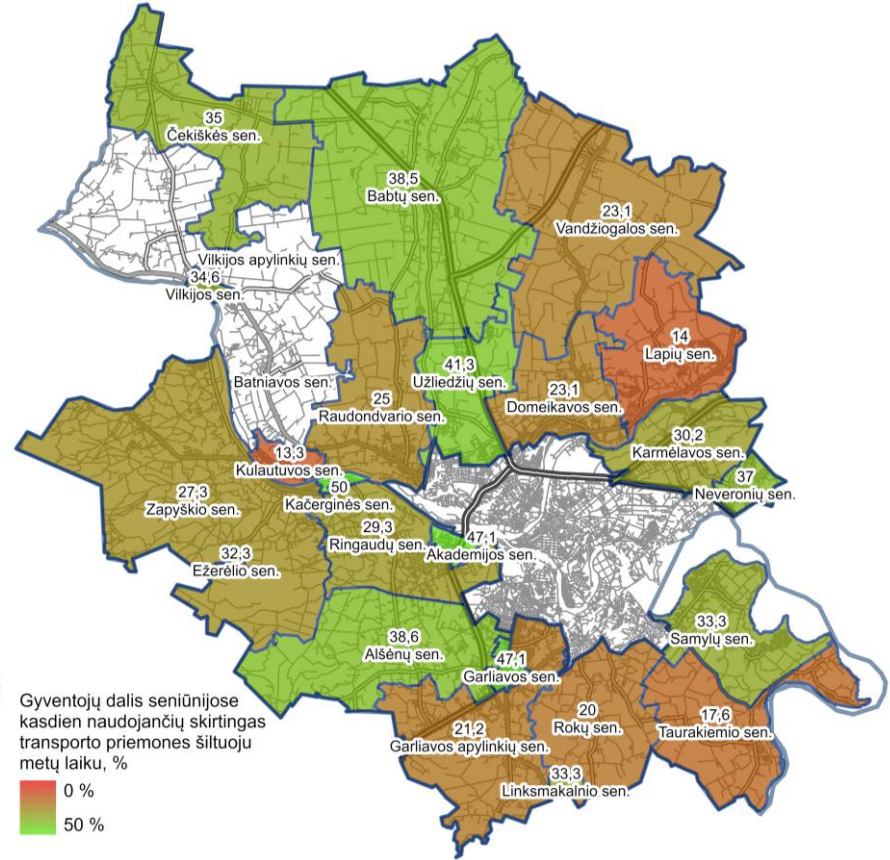 35
Čekiškės sen.
38,5
Babtų sen.
23,1
Vandžiogalos sen.
Vilkijos apylinkių sen.
34,6
Vilkijos sen.
14
Lapių sen.
41,3
Užliedžių sen.
23,1
Domeikavos sen.
Batniavos sen.
25
Raudondvario sen.
30,2
Karmėlavos sen.
13,3
Kulautuvos sen.
37
Neveronių sen.
50
Kačerginės sen.
27,3
Zapyškio sen.
29,3
Ringaudų sen.
47,1
Akademijos sen.
32,3
Ežerėlio sen.
33,3
Samylų sen.
38,6
Alšėnų sen.
47,1
Garliavos sen.
21,2
Garliavos apylinkių sen.
20
Rokų sen.
17,6
Taurakiemio sen.
33,3
Linksmakalnio sen.
Gyventojų dalis seniūnijose
kasdien naudojančių skirtingas
transporto priemones šiltuoju
metų laiku, %
0 %
50 %